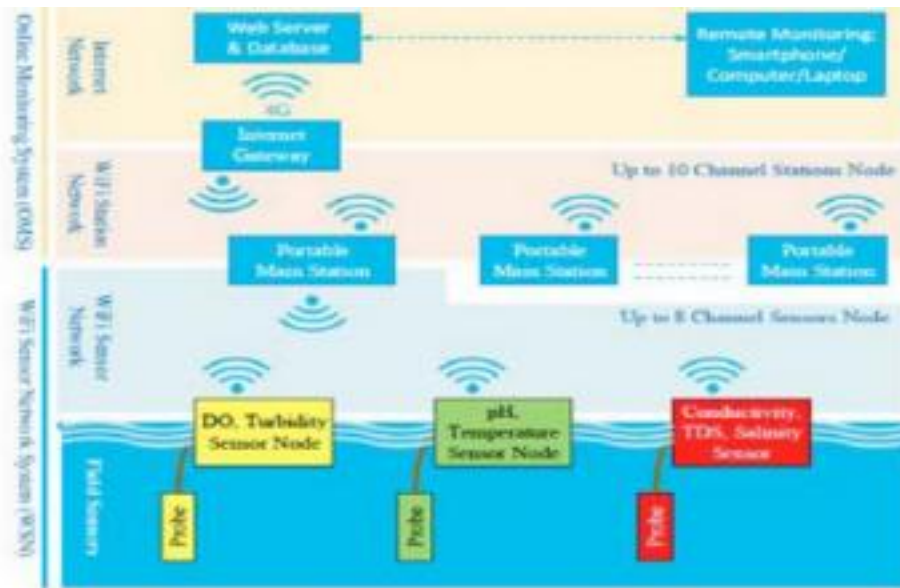 Online Monitoring System (OMS)
Internet
Network
Web Server
& Database
Remote Monitoring:
Smartphone/
Computer/Laptop
4G
Internet
Gateway
WiFi Station
Network
Up to 10 Channel Stations Node
Portable
Mass Station
Portable
Mass Station
Portable
Mass Station
WiFi Sensor Network System (WSN)
WiFi Sensor
Network
Up to 8 Channel Sensors Node
DO, Turbidity
Sensor Node
pH,
Temperature
Sensor Node
Conductivity,
TDS, Salinity
Sensor
Field Sensors
Probe
Probe
Probe